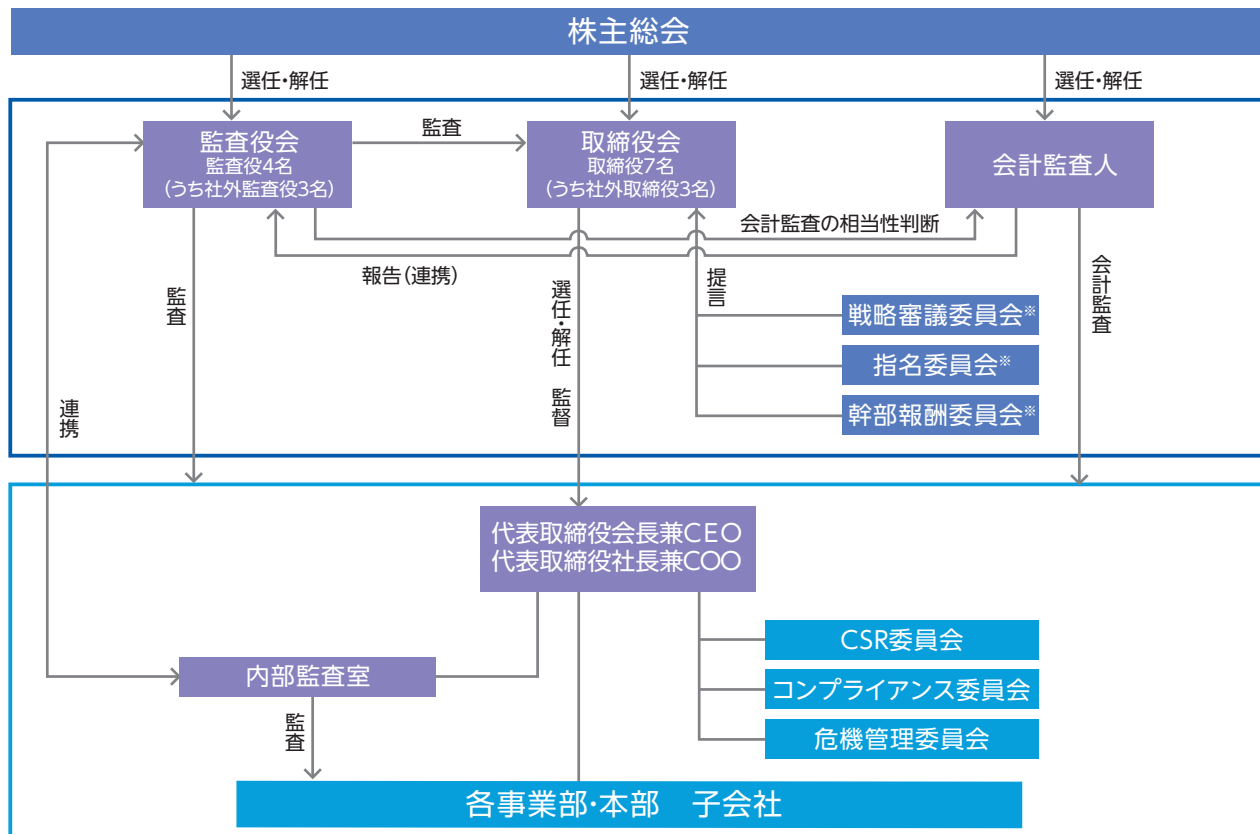 株主総会
選任・解任
選任・解任
選任・解任
監査役会
監査役4名
(うち社外監査役3名)
監査
取締役会
取締役7名
(うち社外取締役3名)
会計監査人
会計監査の相当性判断
報告(連携)
監査
選任・解任 監督
提言
会計監査
戦略審議委員会※
指名委員会※
幹部報酬委員会※
連携
代表取締役会長兼CEO
代表取締役社長兼COO
CSR委員会
コンプライアンス委員会
危機管理委員会
内部監査室
監査
各事業部・本部 子会社